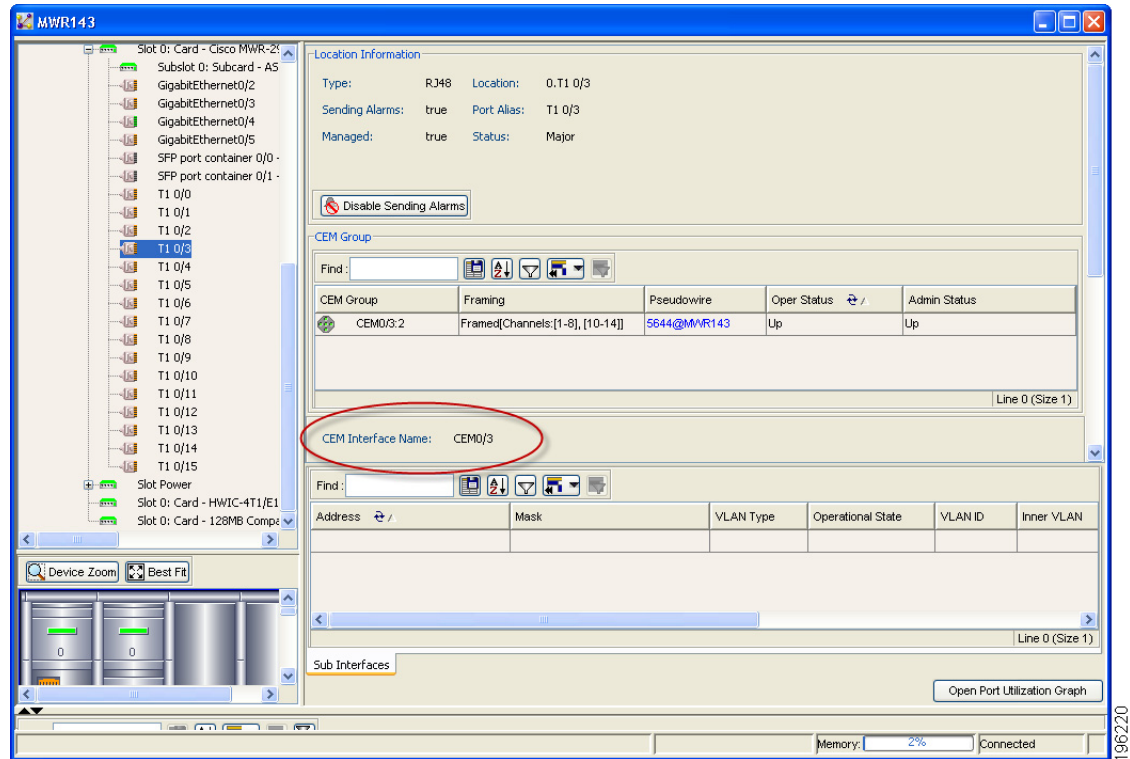 MWR143
Slot 0: Card - Cisco MWR-29
Subslot 0: Subcard - AS
GigabitEthernet0/2
GigabitEthernet0/3
GigabitEthernet0/4
GigabitEthernet0/5
SFP port container 0/0 -
SFP port container 0/1 -
T1 0/0
T1 0/1
T1 0/2
T1 0/3
T1 0/4
T1 0/5
T1 0/6
T1 0/7
T1 0/8
T1 0/9
T1 0/10
T1 0/11
T1 0/12
T1 0/13
T1 0/14
T1 0/15
Slot Power
Slot 0: Card - HWIC-4T1/E1
Slot 0: Card - 128MB Compa
Device Zoom Best Fit
0 0
Location Information
Type: RJ48 Location: 0.T1 0/3
Sending Alarms: true Port Alias: T1 0/3
Managed: true Status: Major
Disable Sending Alarms
CEM Group
Find :
CEM Group Framing Pseudowire Oper Status Admin Status
CEM0/3:2 Framed[Channels:[1-8], [10-14]] 5644@MWR143 Up Up
Line 0 (Size 1)
CEM Interface Name: CEM0/3
Find :
Address Mask VLAN Type Operational State VLAN ID Inner VLAN
Line 0 (Size 1)
Sub Interfaces
Open Port Utilization Graph
Memory: 2% Connected
196220